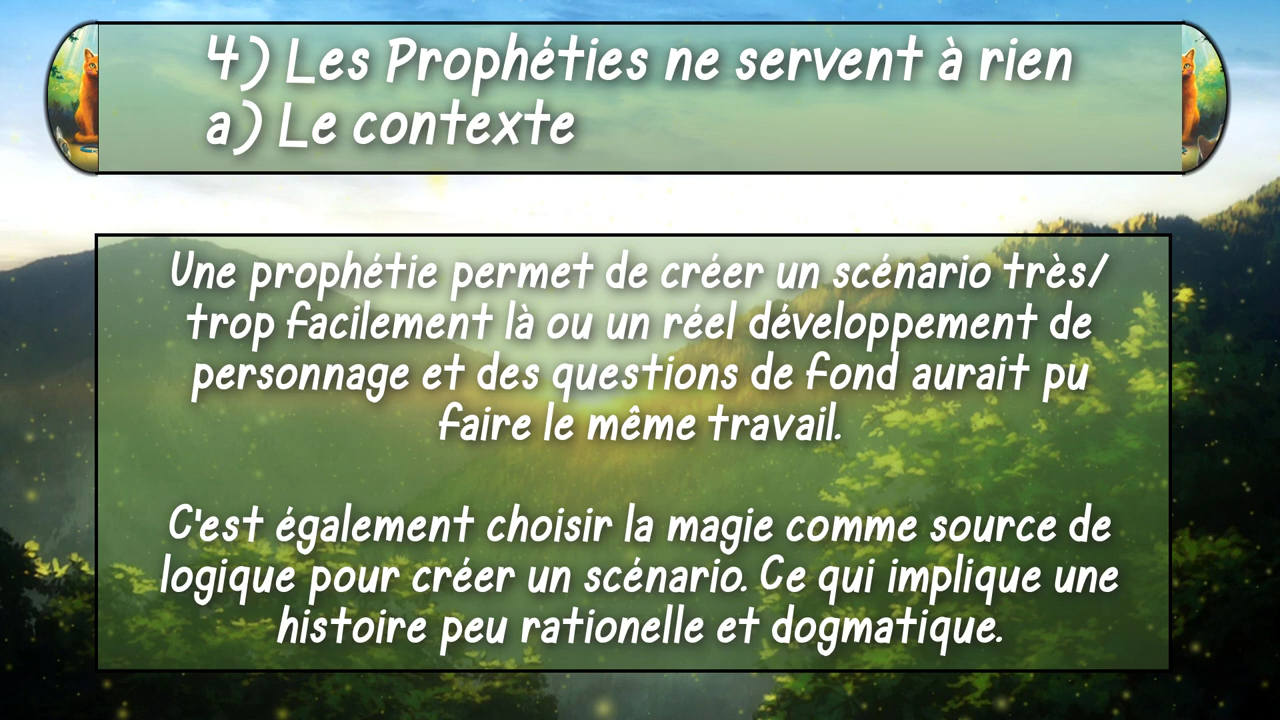 4) Les Prophéties ne servent à rien
a) Le contexte
Une prophétie permet de créer un scénario très/
trop facilement là ou un réel développement de
personnage et des questions de fond aurait pu
faire le même travail.
C'est également choisir la magie comme source de
logique pour créer un scénario. Ce qui implique une
histoire peu rationelle et dogmatique.